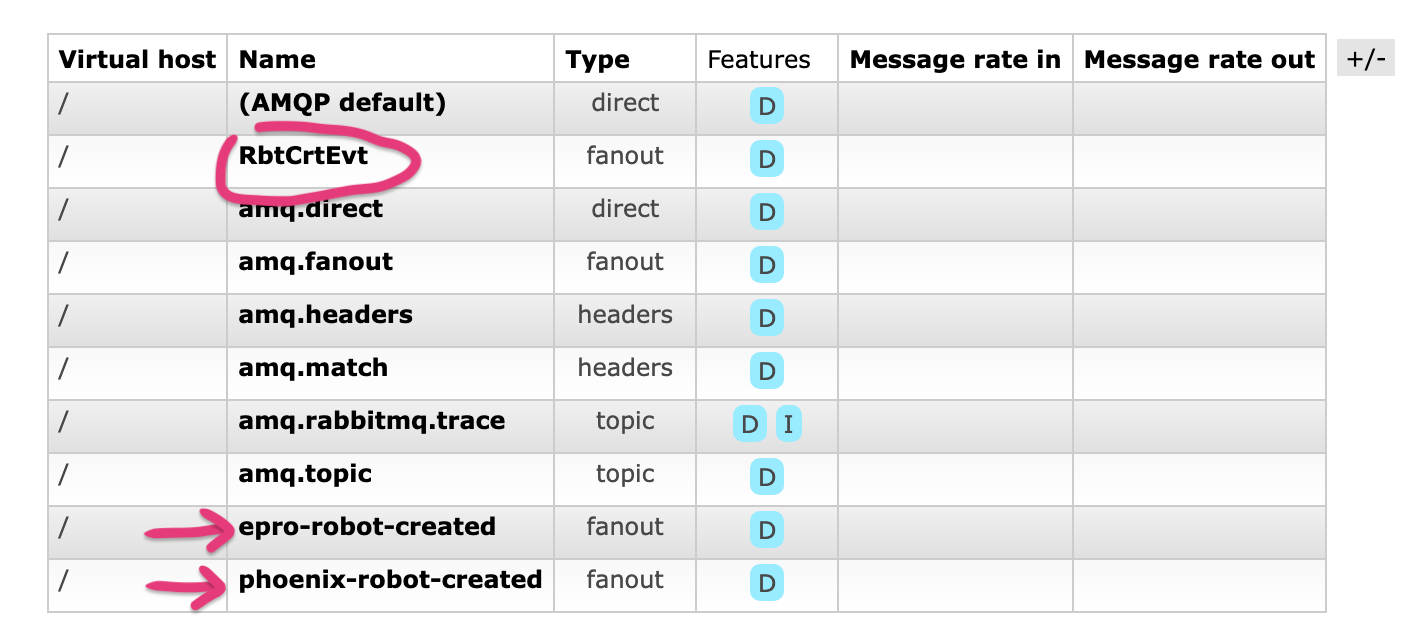 Virtual host Name Type Features Message rate in Message rate out +/-
/ (AMQP default) direct D
/ RbtCrtEvt fanout D
/ amq.direct direct D
/ amq.fanout fanout D
/ amq.headers headers D
/ amq.match headers D
/ amq.rabbitmq.trace topic D I
/ amq.topic topic D
/ epro-robot-created fanout D
/ phoenix-robot-created fanout D